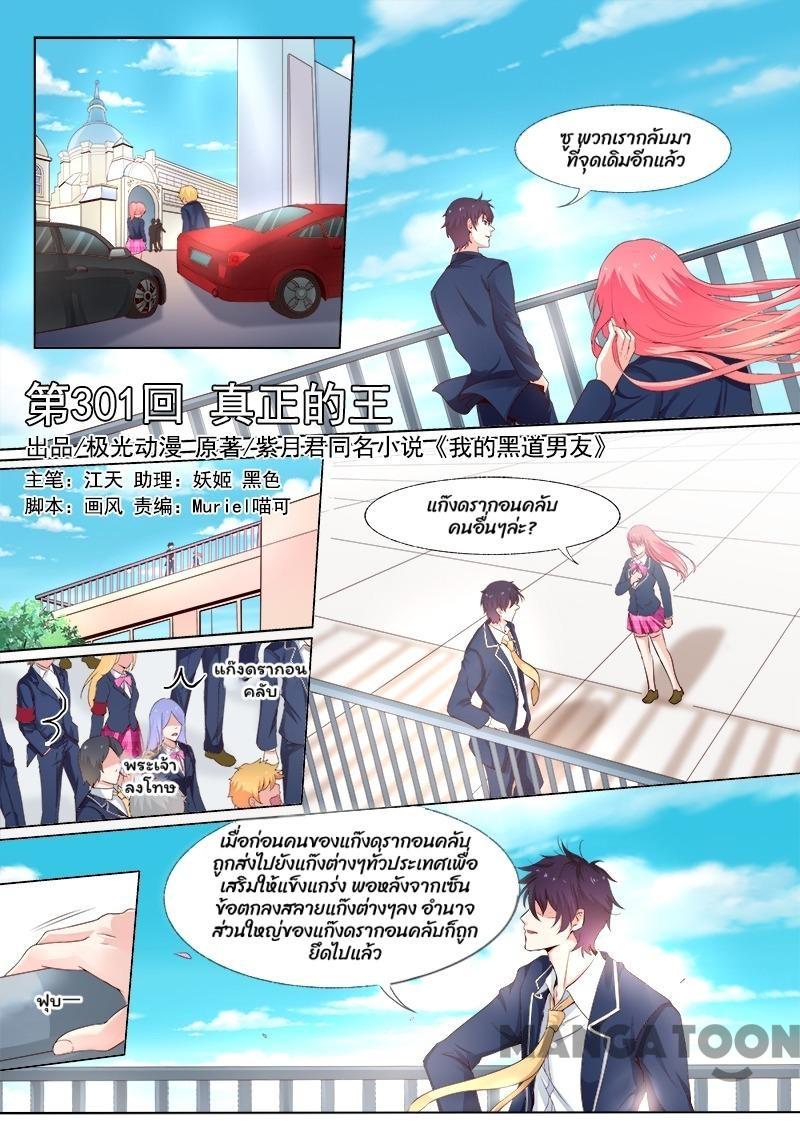 ซู พวกเรากลับมา
ที่จุดเดิมอีกแล้ว
第301回 真正的王
出品/极光动漫 原著/紫月君同名小说《我的黑道男友》
主笔：江天 助理：妖姬 黑色
脚本：画风 责编：Muriel喵可
แก๊งดรากอนคลับ
คนอื่นๆล่ะ?
แก๊งดรากอน
คลับ
พระเจ้า
ลงโทษ
เมื่อก่อนคนของแก๊งดรากอนคลับ
ถูกส่งไปยังแก๊งต่างๆทั่วประเทศเพื่อ
เสริมให้แข็งแกร่ง พอหลังจากเซ็น
ข้อตกลงสลายแก๊งต่างๆลง อำนาจ
ส่วนใหญ่ของแก๊งดรากอนคลับก็ถูก
ยึดไปแล้ว
ฟุบ—
MANGATOON